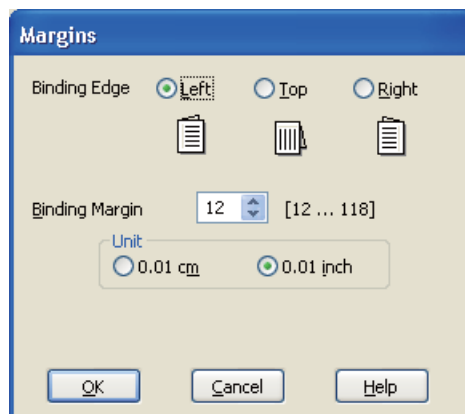 Margins
Binding Edge Left Top Right
Binding Margin 12 [12 ... 118]
Unit
0.01 cm 0.01 inch
OK Cancel Help